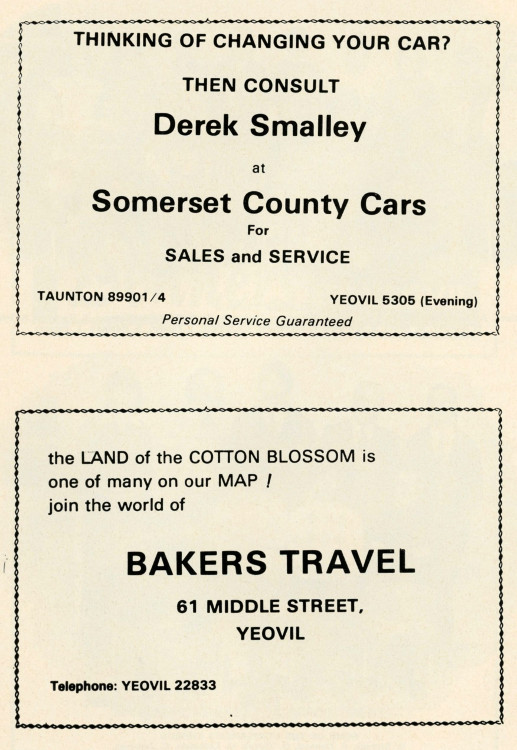 THINKING OF CHANGING YOUR CAR?
THEN CONSULT
Derek Smalley
at
Somerset County Cars
For
SALES and SERVICE
TAUNTON 89901/4 YEOVIL 5305 (Evening)
Personal Service Guaranteed
the LAND of the COTTON BLOSSOM is
one of many on our MAP !
join the world of
BAKERS TRAVEL
61 MIDDLE STREET,
YEOVIL
Telephone: YEOVIL 22833